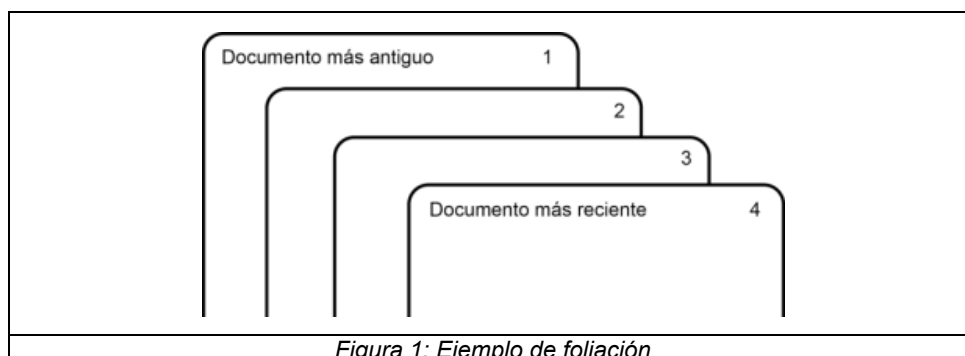 Documento más antiguo 1
2
3
Documento más reciente 4
Figura 1: Ejemplo de foliación